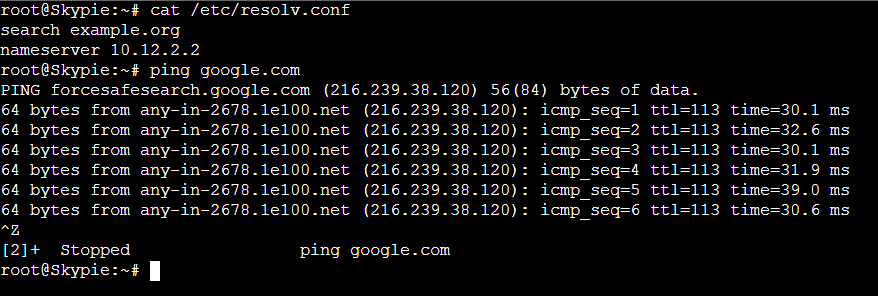 root@Skypie:~# cat /etc/resolv.conf
search example.org
nameserver 10.12.2.2
root@Skypie:~# ping google.com
PING forcesafesearch.google.com (216.239.38.120) 56(84) bytes of data.
64 bytes from any-in-2678.1e100.net (216.239.38.120): icmp_seq=1 ttl=113 time=30.1 ms
64 bytes from any-in-2678.1e100.net (216.239.38.120): icmp_seq=2 ttl=113 time=32.6 ms
64 bytes from any-in-2678.1e100.net (216.239.38.120): icmp_seq=3 ttl=113 time=30.1 ms
64 bytes from any-in-2678.1e100.net (216.239.38.120): icmp_seq=4 ttl=113 time=31.9 ms
64 bytes from any-in-2678.1e100.net (216.239.38.120): icmp_seq=5 ttl=113 time=39.0 ms
64 bytes from any-in-2678.1e100.net (216.239.38.120): icmp_seq=6 ttl=113 time=30.6 ms
^Z
[2]+  Stopped                 ping google.com
root@Skypie:~#